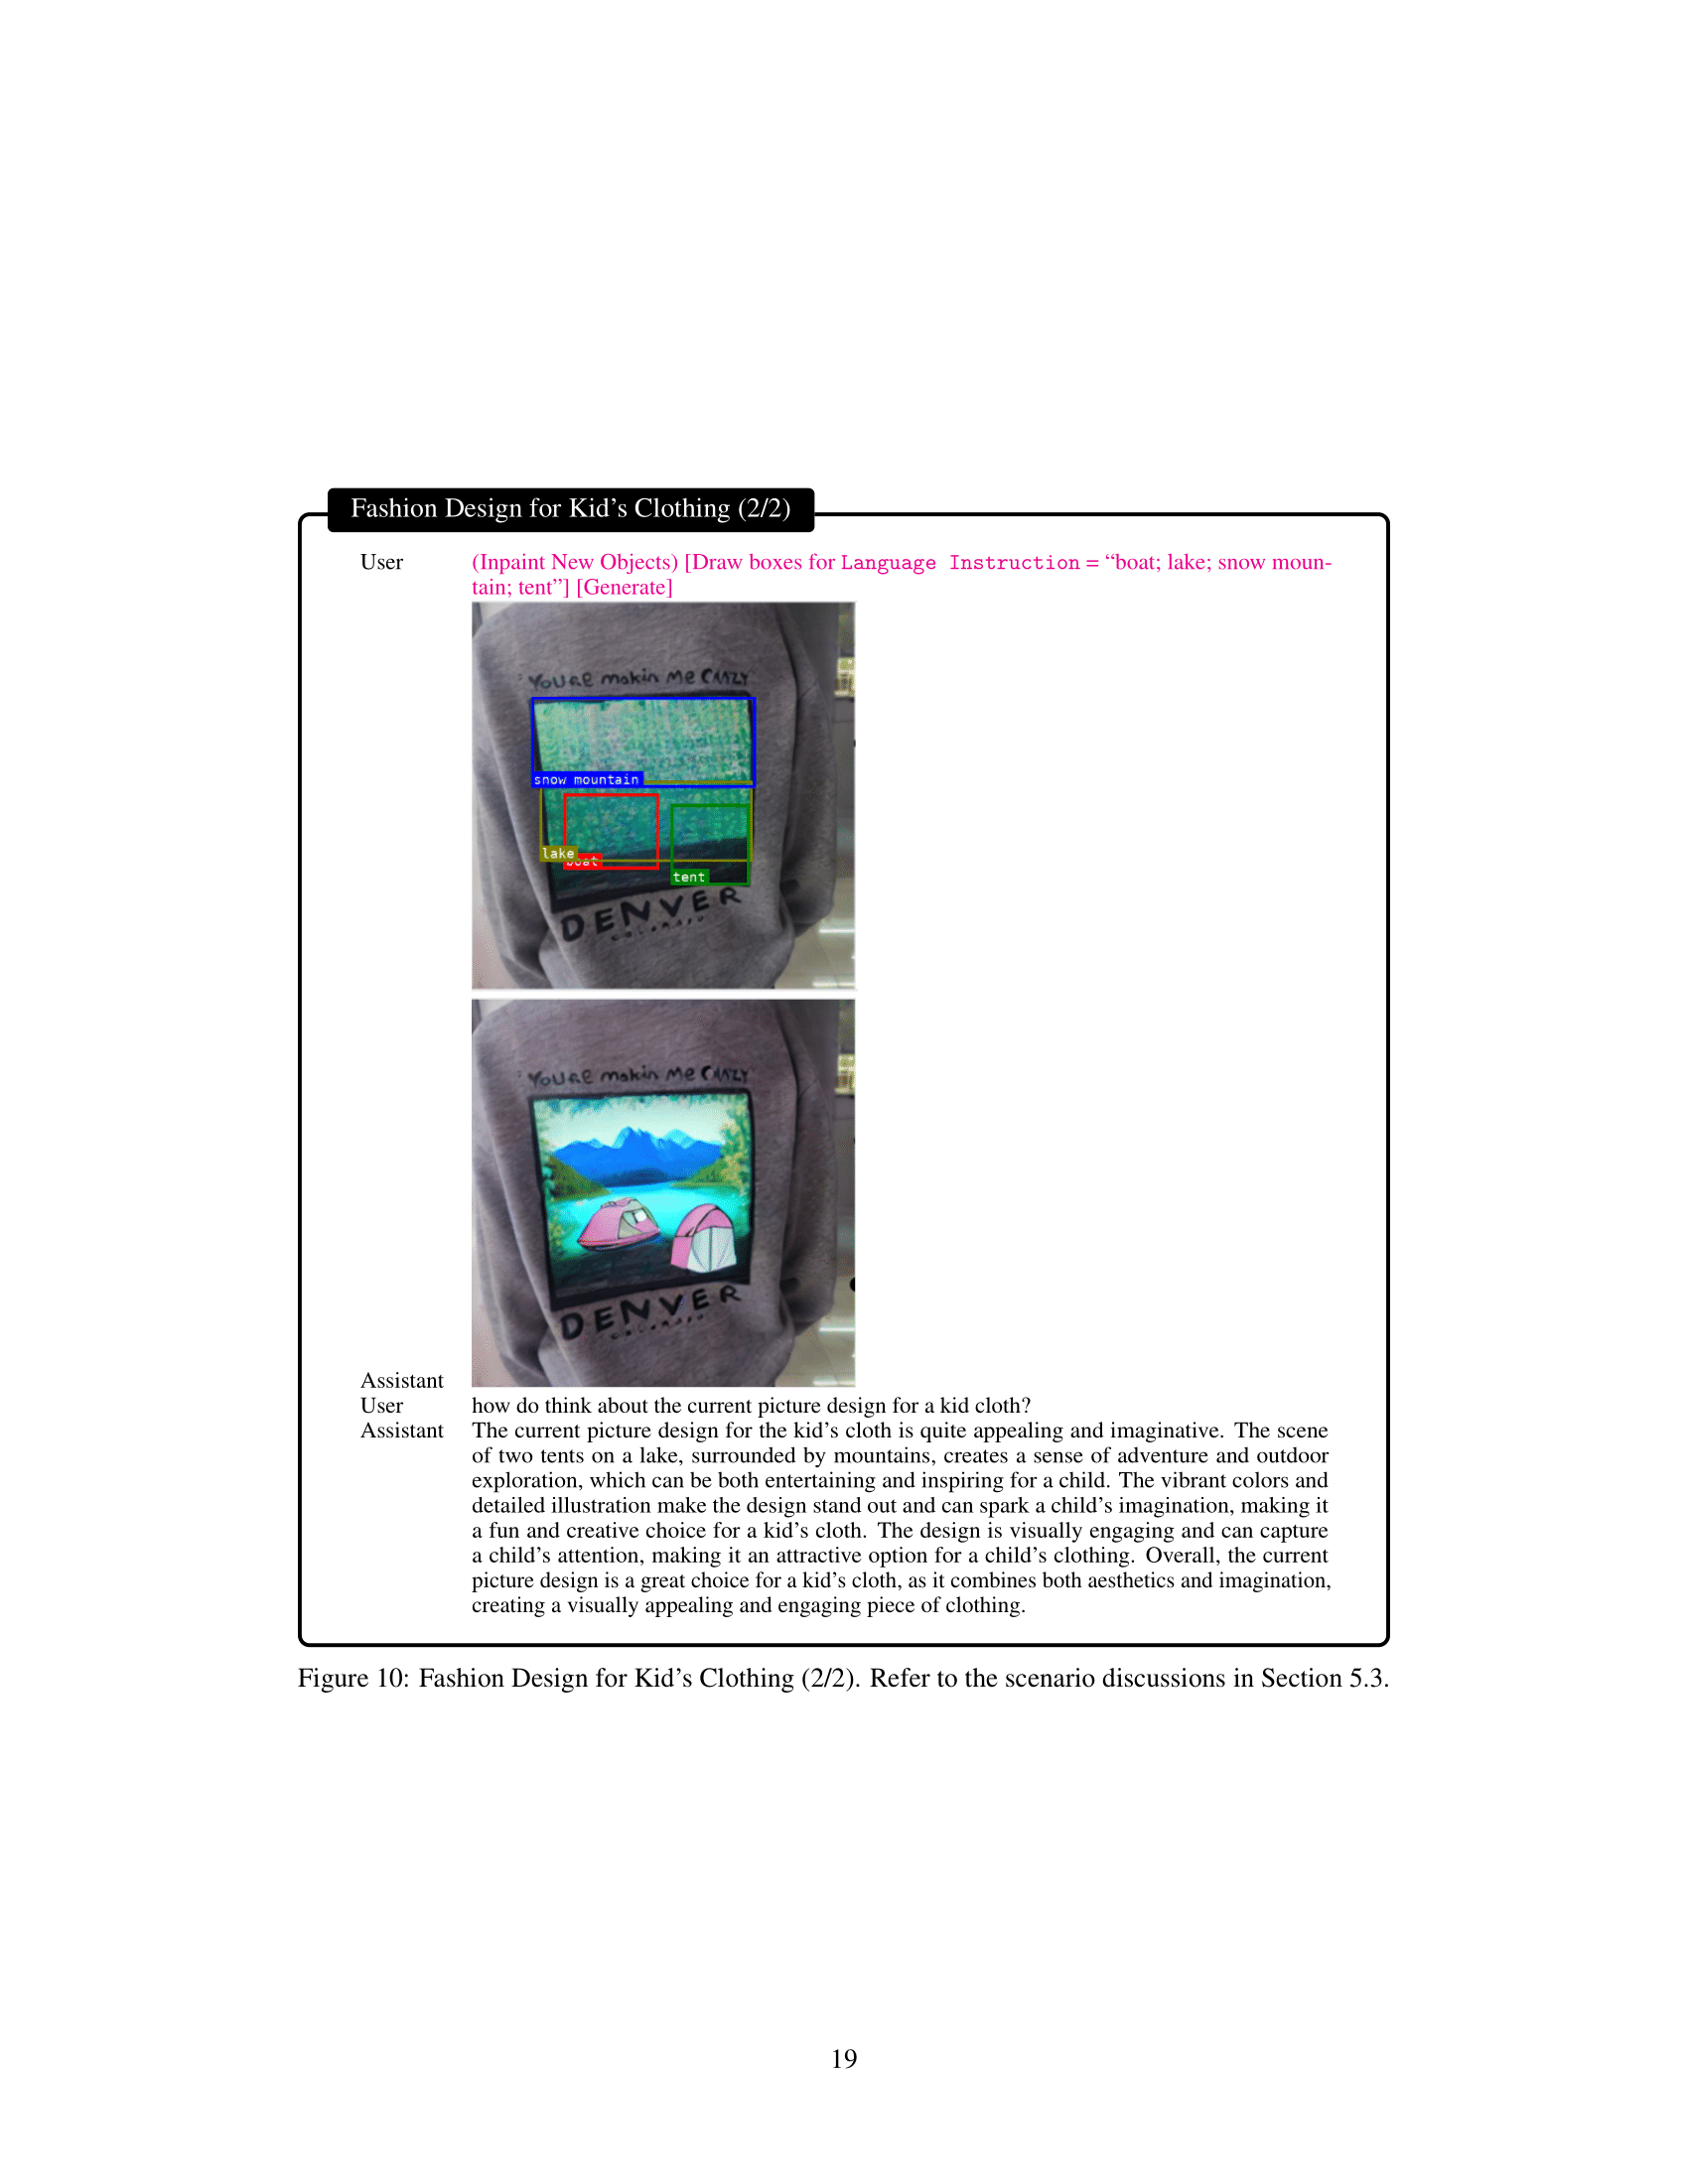 Fashion Design for Kid's Clothing (2/2)
User
(Inpaint New Objects) [Draw boxes for Language Instruction = “boat; lake; snow moun-
tain; tent”] [Generate]
YOU'RE makin Me CRAZY
snow mountain
lake
boat
tent
DENVER
COLORADO
YOU'RE makin Me CRAZY
DENVER
COLORADO
Assistant
User
how do think about the current picture design for a kid cloth?
Assistant
The current picture design for the kid’s cloth is quite appealing and imaginative. The scene
of two tents on a lake, surrounded by mountains, creates a sense of adventure and outdoor
exploration, which can be both entertaining and inspiring for a child. The vibrant colors and
detailed illustration make the design stand out and can spark a child’s imagination, making it
a fun and creative choice for a kid’s cloth. The design is visually engaging and can capture
a child’s attention, making it an attractive option for a child’s clothing. Overall, the current
picture design is a great choice for a kid’s cloth, as it combines both aesthetics and imagination,
creating a visually appealing and engaging piece of clothing.
Figure 10: Fashion Design for Kid’s Clothing (2/2). Refer to the scenario discussions in Section 5.3.
19